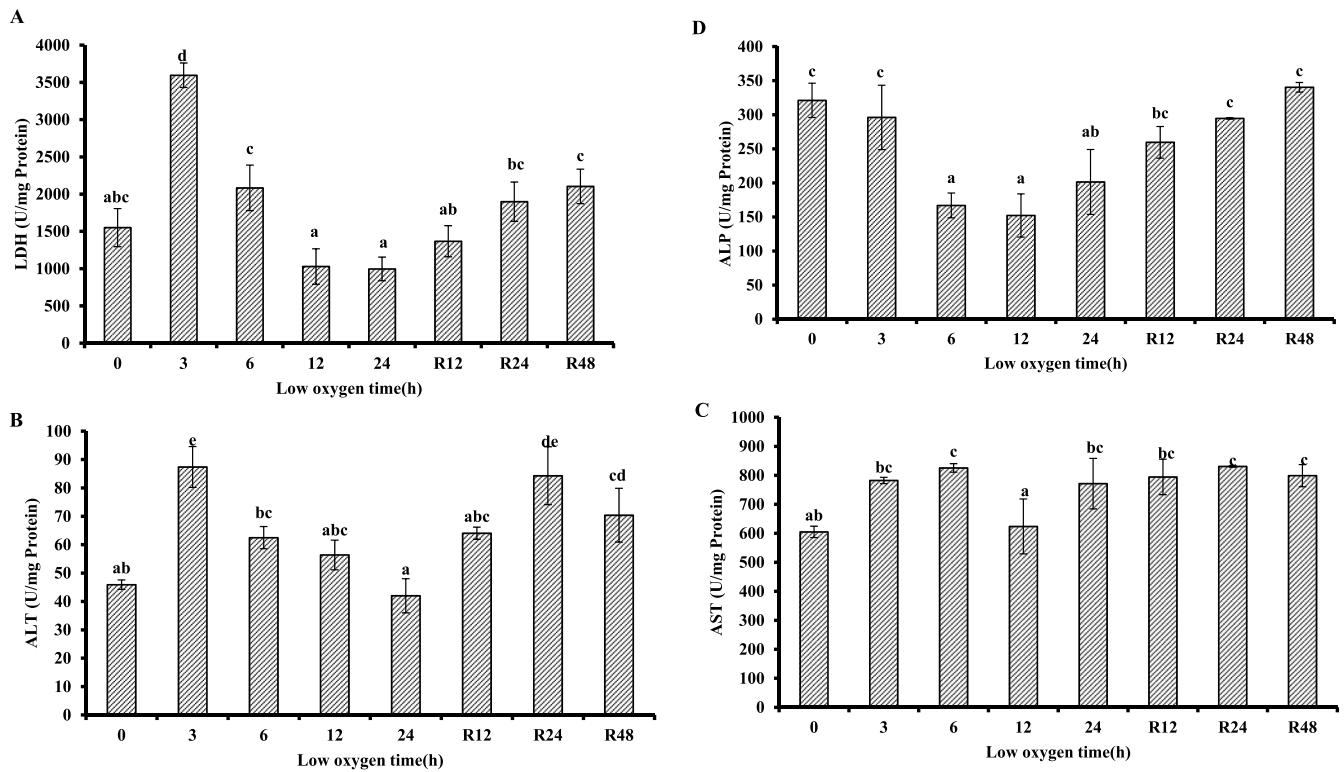 A
LDH (U/mg Protein)
4000
3500
3000
2500
2000
1500
1000
500
0
abc d c a a ab bc c
0 3 6 12 24 R12 R24 R48
Low oxygen time(h)
D
ALP (U/mg Protein)
400
350
300
250
200
150
100
50
0
c c a a ab bc c c
0 3 6 12 24 R12 R24 R48
Low oxygen time(h)
B
ALT (U/mg Protein)
100
90
80
70
60
50
40
30
20
10
0
ab e bc abc a abc de cd
0 3 6 12 24 R12 R24 R48
Low oxygen time(h)
C
AST (U/mg Protein)
1000
900
800
700
600
500
400
300
200
100
0
ab bc c a bc bc c c
0 3 6 12 24 R12 R24 R48
Low oxygen time(h)